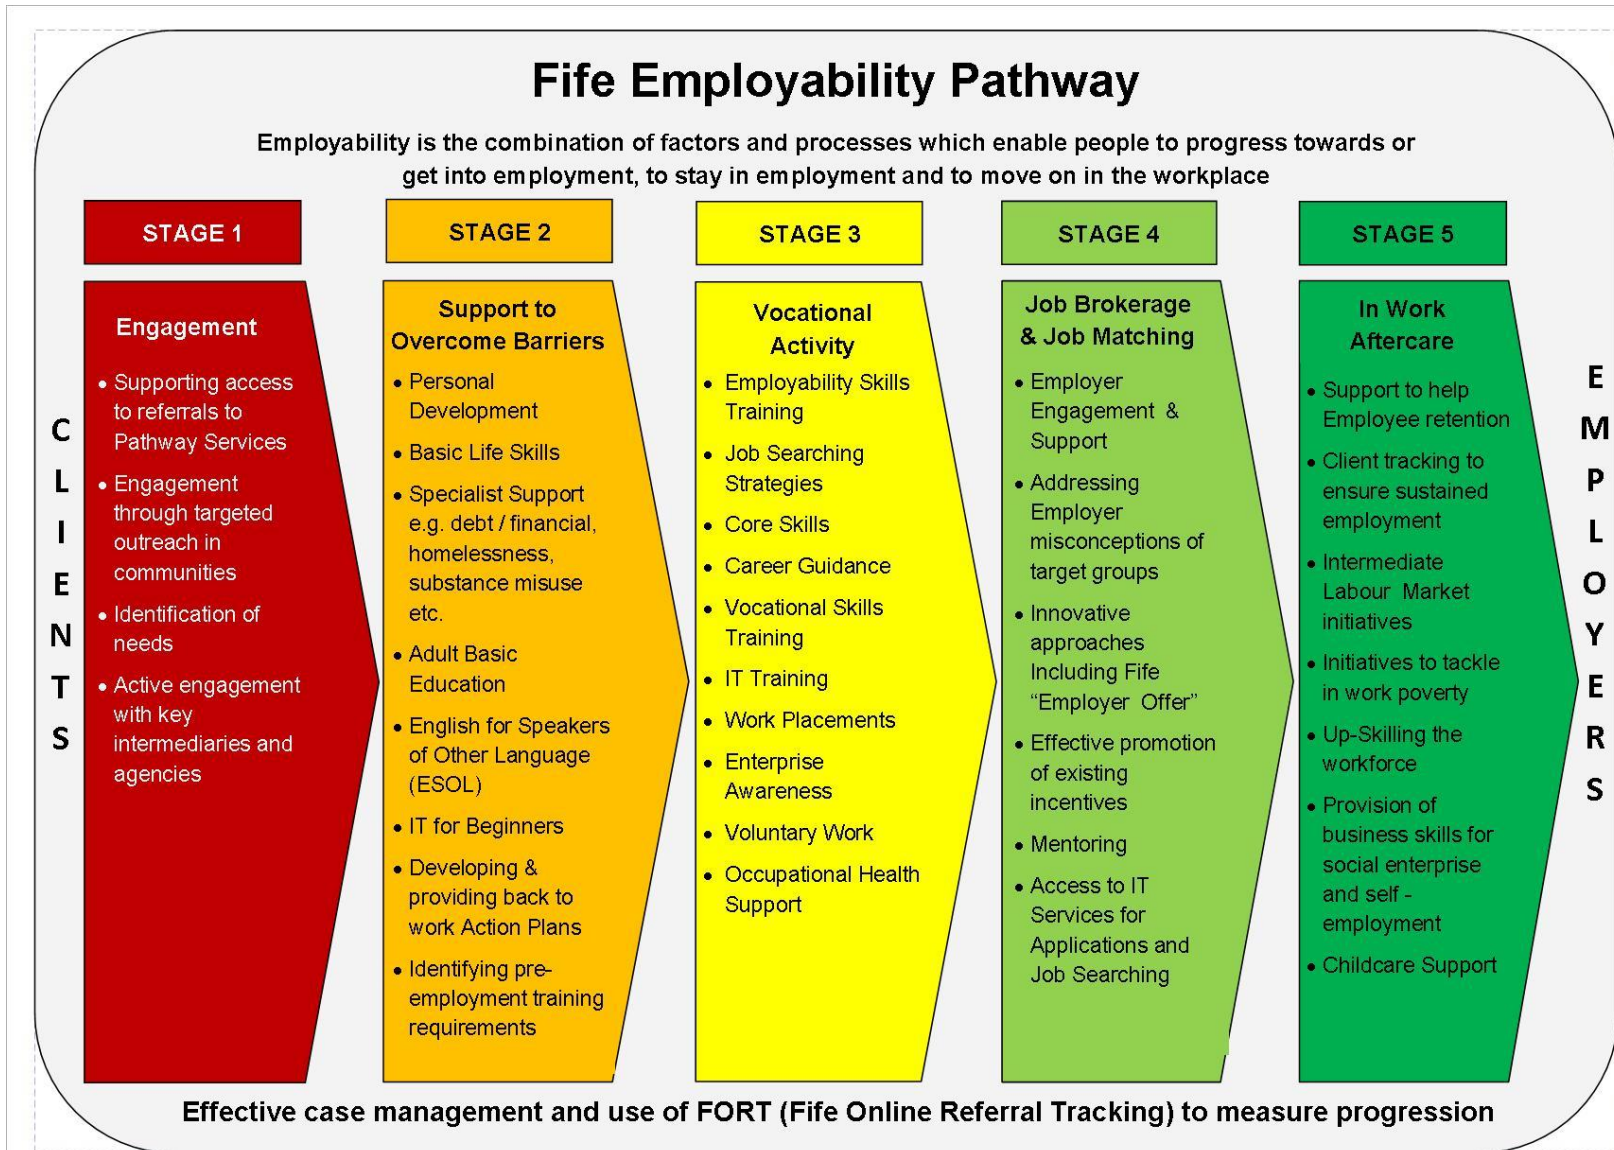 Fife Employability Pathway
Employability is the combination of factors and processes which enable people to progress towards or
get into employment, to stay in employment and to move on in the workplace
CLIENTS
STAGE 1
Engagement
• Supporting access
to referrals to
Pathway Services
• Engagement
through targeted
outreach in
communities
• Identification of
needs
• Active engagement
with key
intermediaries and
agencies
STAGE 2
Support to
Overcome Barriers
• Personal
Development
• Basic Life Skills
• Specialist Support
e.g. debt / financial,
homelessness,
substance misuse
etc.
• Adult Basic
Education
• English for Speakers
of Other Language
(ESOL)
• IT for Beginners
• Developing &
providing back to
work Action Plans
• Identifying pre-
employment training
requirements
STAGE 3
Vocational
Activity
• Employability Skills
Training
• Job Searching
Strategies
• Core Skills
• Career Guidance
• Vocational Skills
Training
• IT Training
• Work Placements
• Enterprise
Awareness
• Voluntary Work
• Occupational Health
Support
STAGE 4
Job Brokerage
& Job Matching
• Employer
Engagement & 
Support
• Addressing
Employer
misconceptions of
target groups
• Innovative
approaches
Including Fife
“Employer Offer”
• Effective promotion
of existing
incentives
• Mentoring
• Access to IT
Services for
Applications and
Job Searching
STAGE 5
In Work
Aftercare
• Support to help
Employee retention
• Client tracking to
ensure sustained
employment
• Intermediate
Labour Market
initiatives
• Initiatives to tackle
in work poverty
• Up-Skilling the
workforce
• Provision of
business skills for
social enterprise
and self -
employment
• Childcare Support
EMPLOYERS
Effective case management and use of FORT (Fife Online Referral Tracking) to measure progression